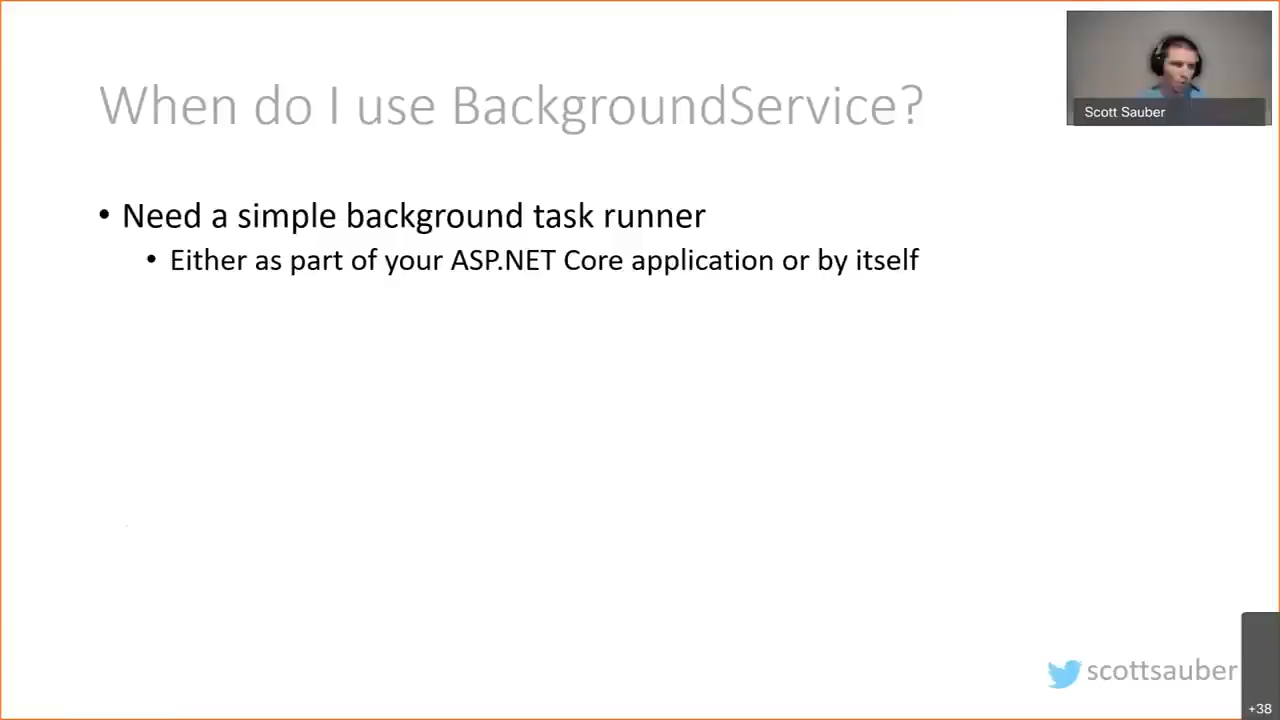 When do I use BackgroundService?
Scott Sauber
• Need a simple background task runner
• Either as part of your ASP.NET Core application or by itself
scottsauber
+38